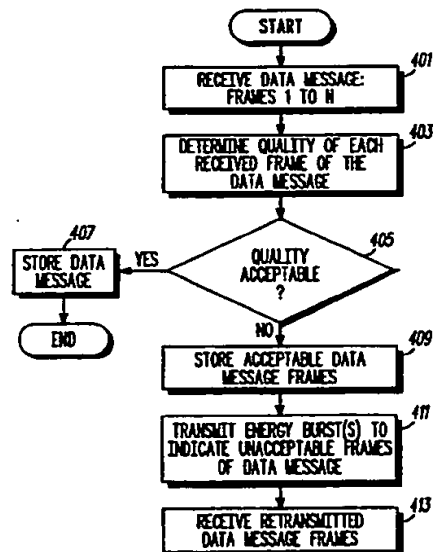 START
401
RECEIVE DATA MESSAGE:
FRAMES 1 TO N
403
DETERMINE QUALITY OF EACH
RECEIVED FRAME OF THE
DATA MESSAGE
405
QUALITY
ACCEPTABLE
?
YES
407
STORE DATA
MESSAGE
END
NO
409
STORE ACCEPTABLE DATA
MESSAGE FRAMES
411
TRANSMIT ENERGY BURST(S) TO
INDICATE UNACCEPTABLE FRAMES
OF DATA MESSAGE
413
RECEIVE RETRANSMITTED
DATA MESSAGE FRAMES